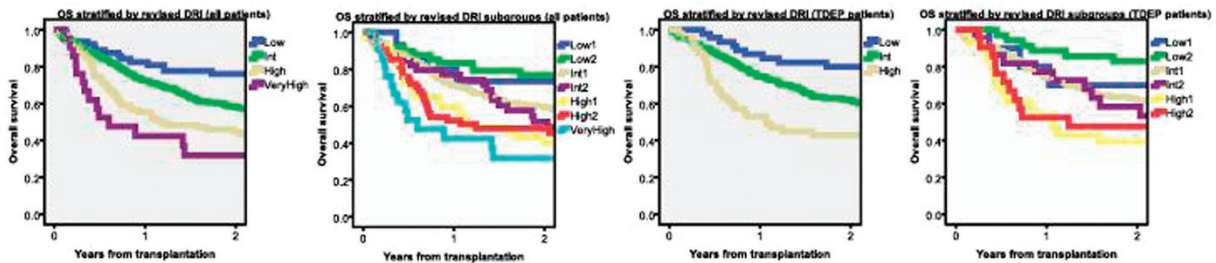 OS stratified by revised DRI (all patients)
Overall survival
1.0
0.8
0.6
0.4
0.2
0.0
0
1
2
Years from transplantation
Low
Int
High
VeryHigh
OS stratified by revised DRI subgroups (all patients)
Overall survival
1.0
0.8
0.6
0.4
0.2
0.0
0
1
2
Years from transplantation
Low1
Low2
Int1
Int2
High1
High2
VeryHigh
OS stratified by revised DRI (TDEP patients)
Overall survival
1.0
0.8
0.6
0.4
0.2
0.0
0
1
2
Years from transplantation
Low
Int
High
OS stratified by revised DRI subgroups (TDEP patients)
Overall survival
1.0
0.8
0.6
0.4
0.2
0.0
0
1
2
Years from transplantation
Low1
Low2
Int1
Int2
High1
High2